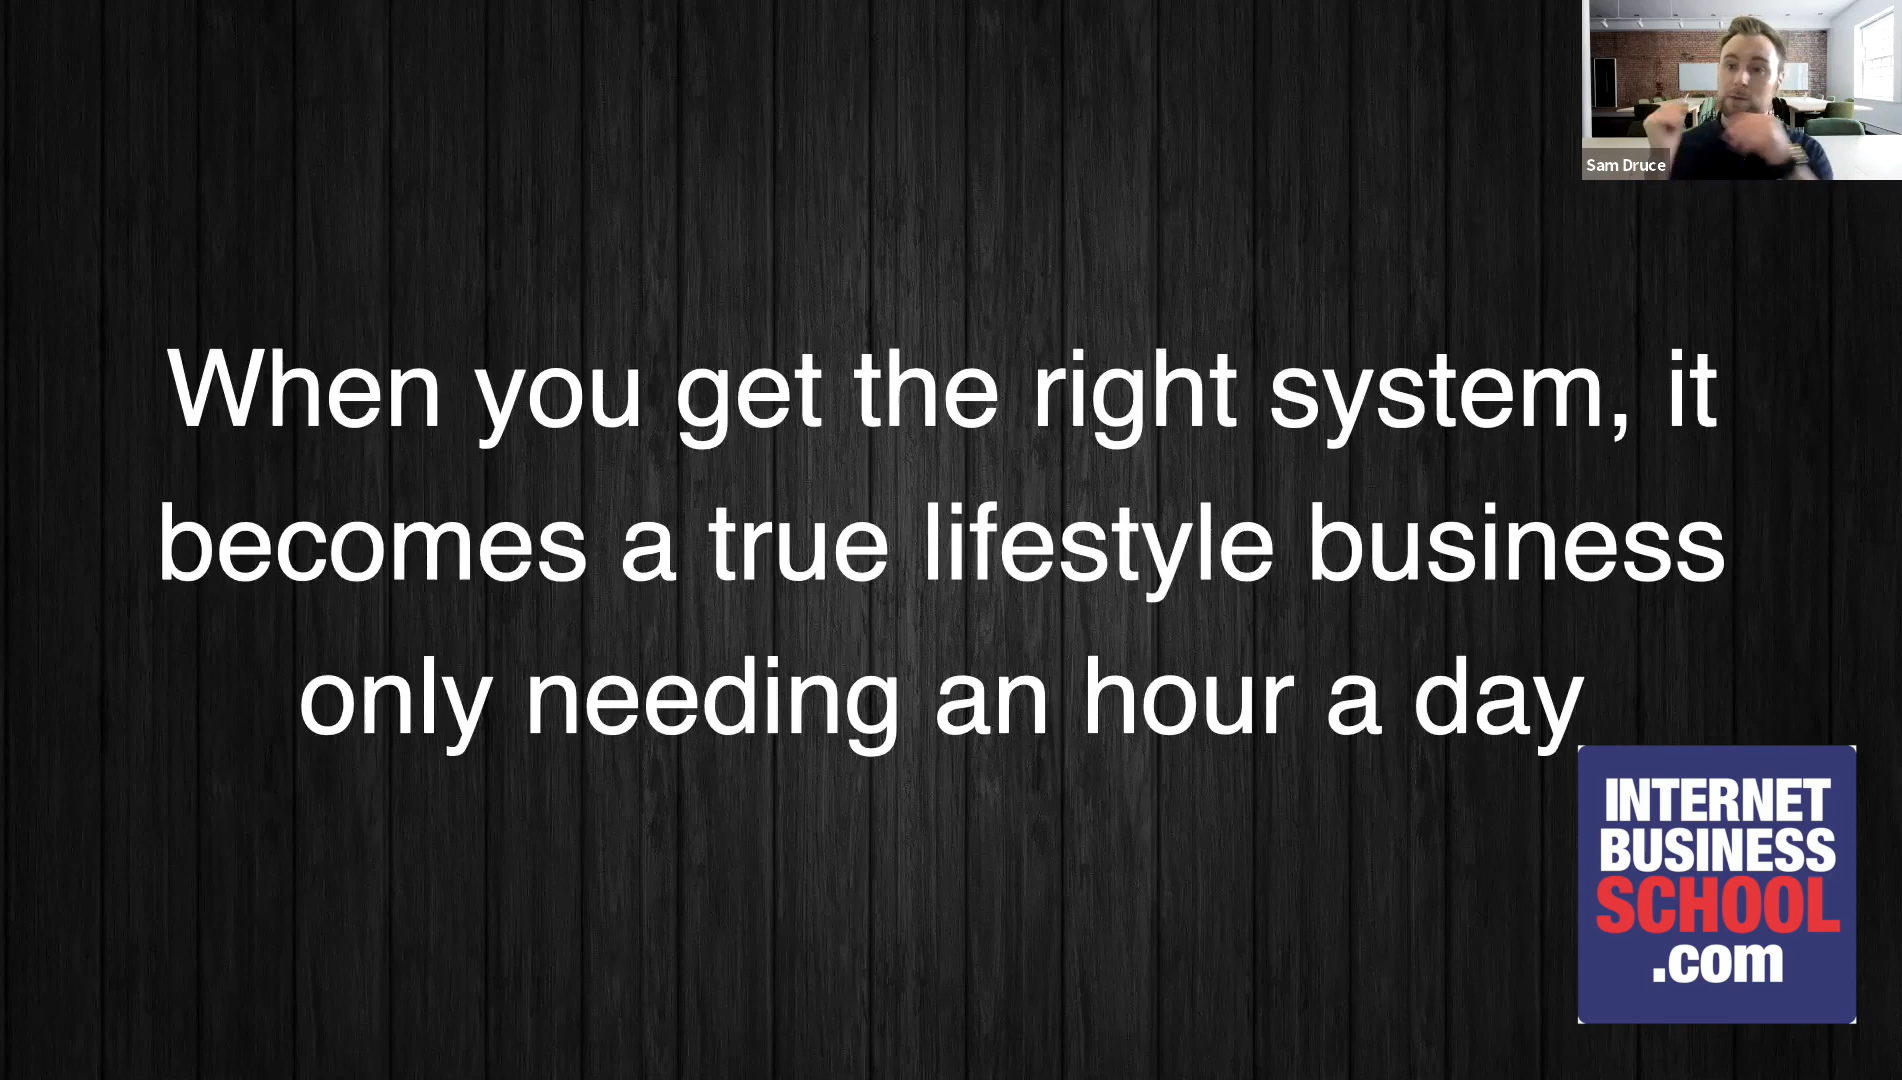 Sam Druce
When you get the right system, it
becomes a true lifestyle business
only needing an hour a day
INTERNET
BUSINESS
SCHOOL
.com